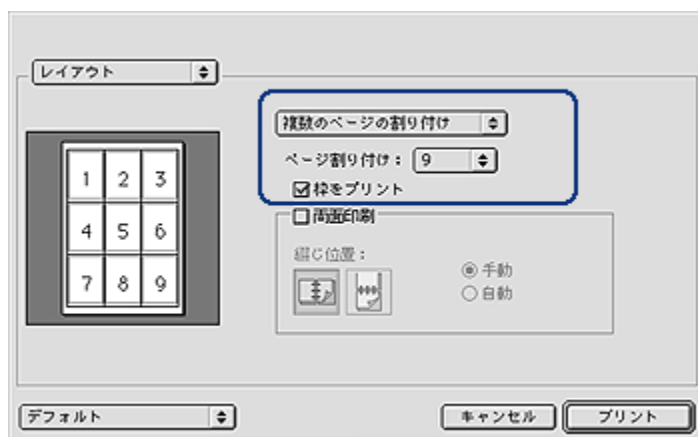 レイアウト
複数のページの割り付け
ページ割り付け： 9
枠をプリント
両面印刷
綴じ位置：
手動
自動
1 2 3
4 5 6
7 8 9
デフォルト
キャンセル プリント